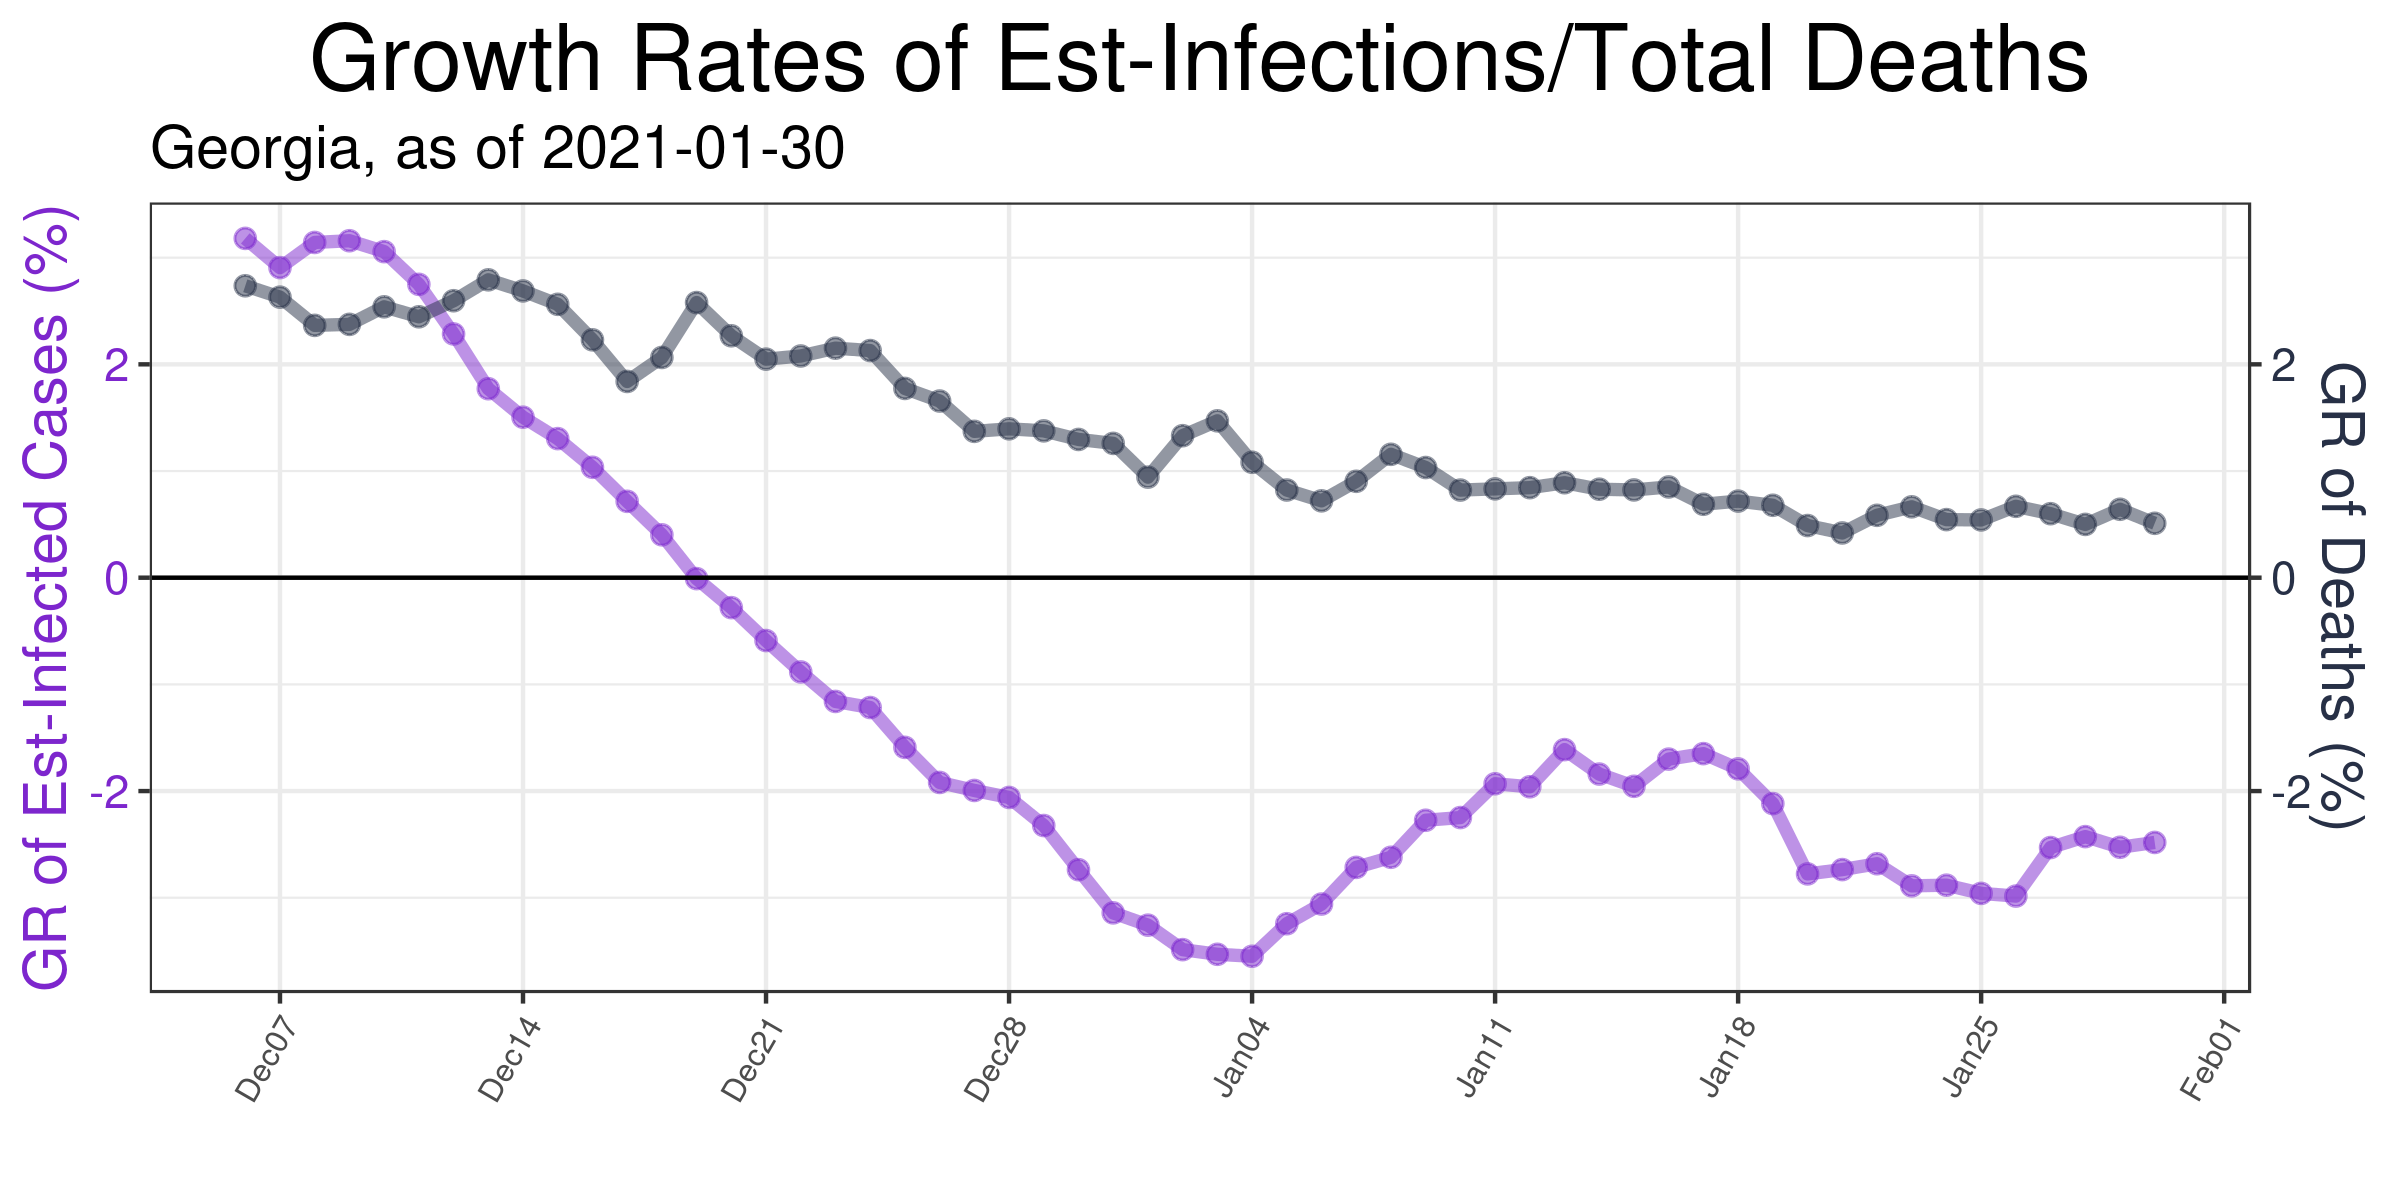 Growth Rates of Est-Infections/Total Deaths
Georgia, as of 2021-01-30
GR of Est-Infected Cases (%)
2
0
-2
2
0
-2
GR of Deaths (%)
Dec07
Dec14
Dec21
Dec28
Jan04
Jan11
Jan18
Jan25
Feb01